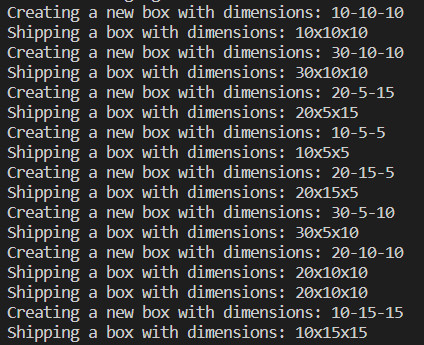 Creating a new box with dimensions: 10-10-10
Shipping a box with dimensions: 10x10x10
Creating a new box with dimensions: 30-10-10
Shipping a box with dimensions: 30x10x10
Creating a new box with dimensions: 20-5-15
Shipping a box with dimensions: 20x5x15
Creating a new box with dimensions: 10-5-5
Shipping a box with dimensions: 10x5x5
Creating a new box with dimensions: 20-15-5
Shipping a box with dimensions: 20x15x5
Creating a new box with dimensions: 30-5-10
Shipping a box with dimensions: 30x5x10
Creating a new box with dimensions: 20-10-10
Shipping a box with dimensions: 20x10x10
Shipping a box with dimensions: 20x10x10
Creating a new box with dimensions: 10-15-15
Shipping a box with dimensions: 10x15x15